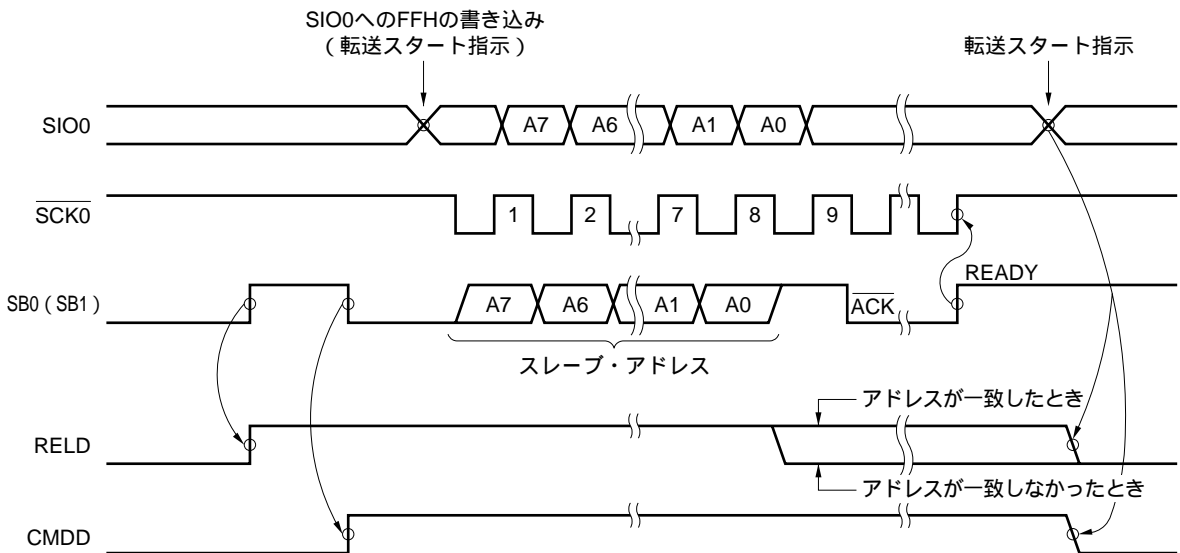 SIO0へのFFHの書き込み
（転送スタート指示）
転送スタート指示
SIO0
A7
A6
A1
A0
SCK0
1
2
7
8
9
READY
SB0（SB1）
A7
A6
A1
A0
ACK
スレーブ・アドレス
アドレスが一致したとき
RELD
アドレスが一致しなかったとき
CMDD